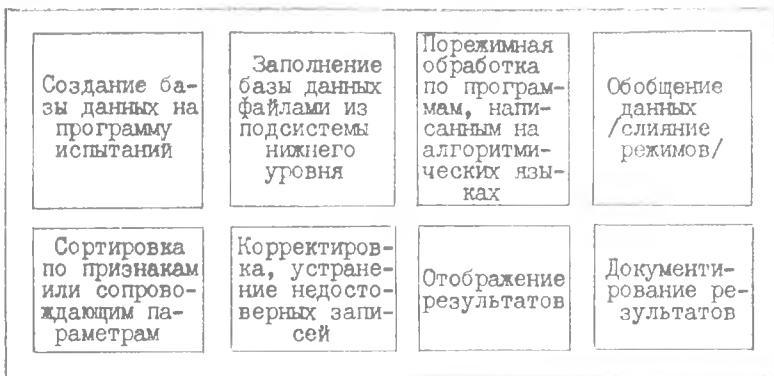 Создание ба-
зы данных на
программу
испытаний
Заполнение
базы данных
файлами из
подсистемы
нижнего
уровня
Порежимная
обработка
по програм-
мам, напи-
санным на
алгоритми-
ческих язы-
ках
Обобщение
данных
/слияние
режимов/
Сортировка
по признакам
или сопрово-
ждающим па-
раметрам
Корректиров-
ка, устране-
ние недосто-
верных запи-
сей
Отображение
результатов
Документи-
рование ре-
зультатов